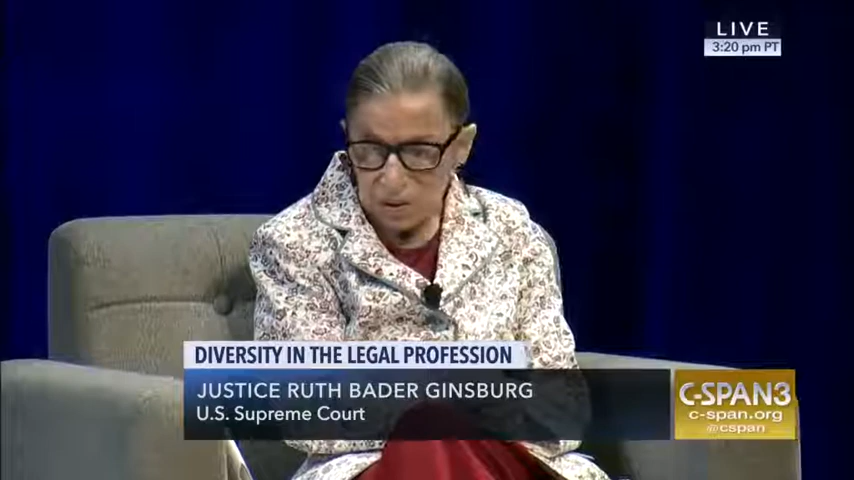 LIVE
3:20 pm PT
DIVERSITY IN THE LEGAL PROFESSION
JUSTICE RUTH BADER GINSBURG
U.S. Supreme Court
C-SPAN3
c-span.org
@cspan